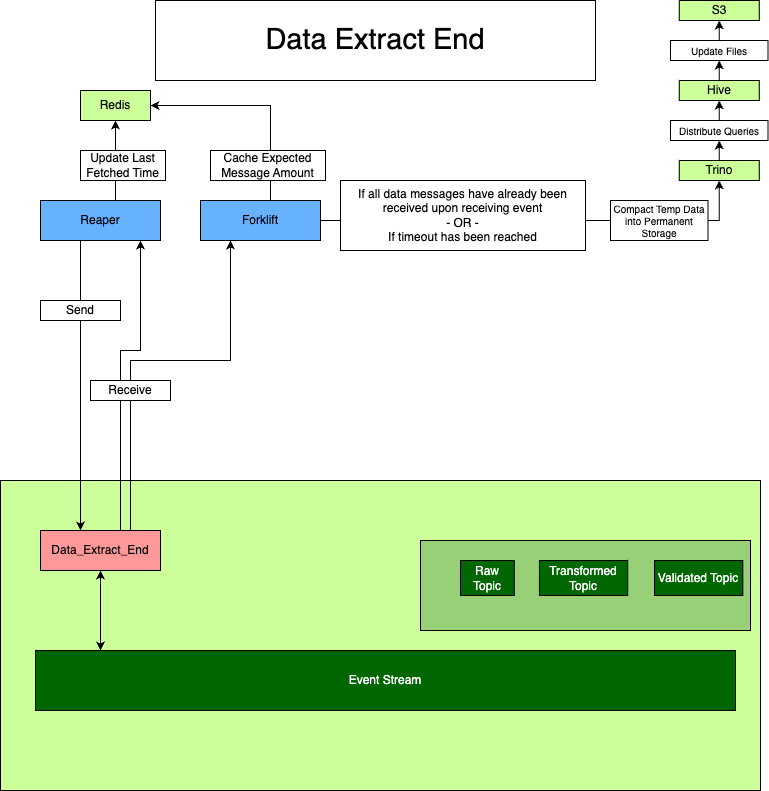 Data Extract End
S3
Update Files
Hive
Distribute Queries
Trino
Redis
Update Last
Fetched Time
Cache Expected
Message Amount
Reaper
Forklift
If all data messages have already been
received upon receiving event
- OR -
If timeout has been reached
Compact Temp Data
into Permanent
Storage
Send
Receive
Data_Extract_End
Raw
Topic
Transformed
Topic
Validated Topic
Event Stream